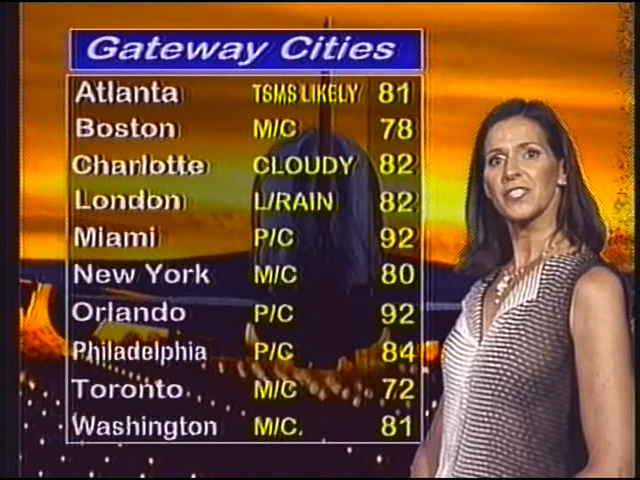 Gateway Cities
Atlanta TSMS LIKELY 81
Boston M/C 78
Charlotte CLOUDY 82
London L/RAIN 82
Miami P/C 92
New York M/C 80
Orlando P/C 92
Philadelphia P/C 84
Toronto M/C 72
Washington M/C. 81